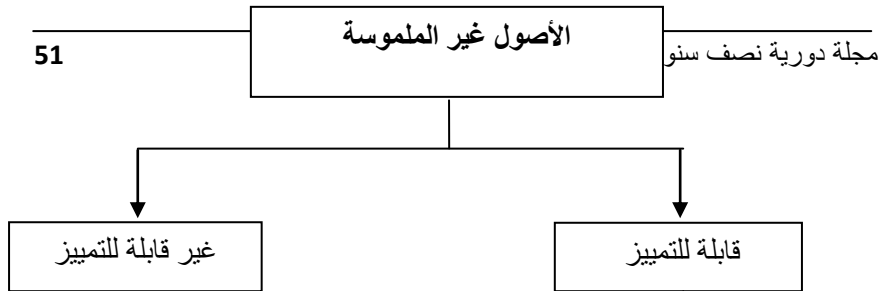 الأصول غير الملموسة
مجلة دورية نصف سنو
51
قابلة للتمييز
غير قابلة للتمييز